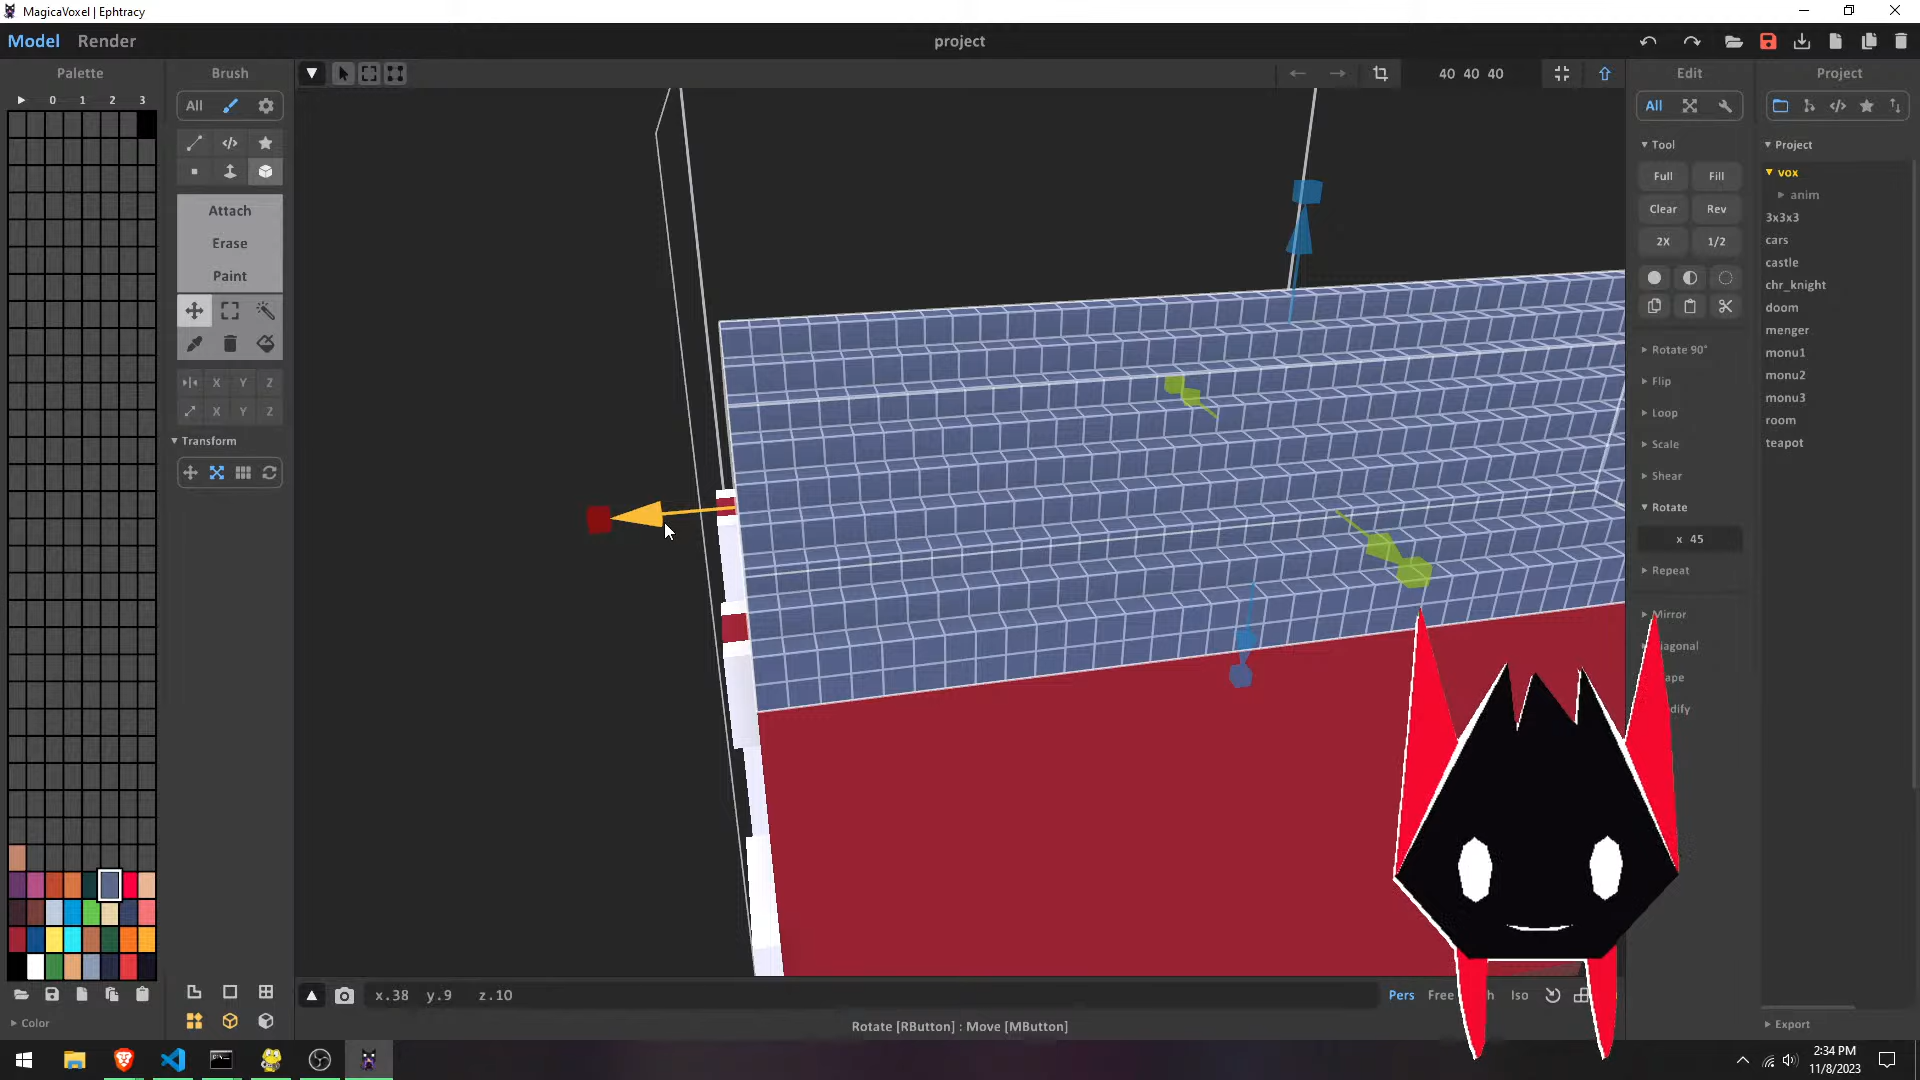 MagicaVoxel | Ephtracy
Model Render
project
Palette
Brush
40 40 40
Edit
Project
0 1 2 3
All
All
Tool
Project
Full Fill
vox
anim
Attach
Clear Rev
3x3x3
Erase
2X 1/2
cars
castle
Paint
chr_knight
doom
menger
Rotate 90°
monu1
X Y Z
Flip
monu2
X Y Z
Loop
monu3
room
Transform
Scale
teapot
Shear
Rotate
x 45
Repeat
Mirror
x.38 y.9 z.10
Pers Free
Iso
Color
Rotate [RButton] : Move [MButton]
Export
2:34 PM
11/8/2023